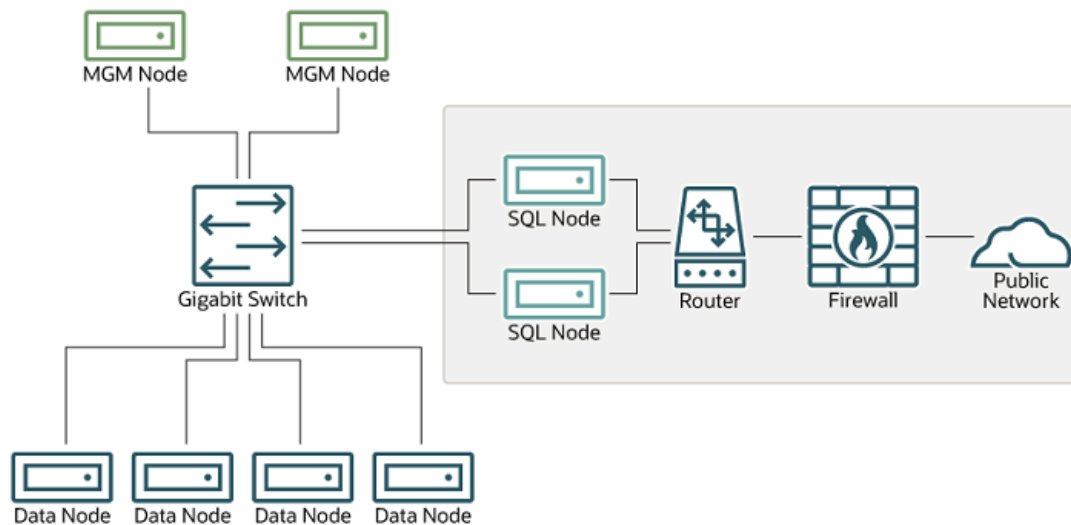 MGM Node
MGM Node
SQL Node
Gigabit Switch
SQL Node
Router
Firewall
Public
Network
Data Node
Data Node
Data Node
Data Node